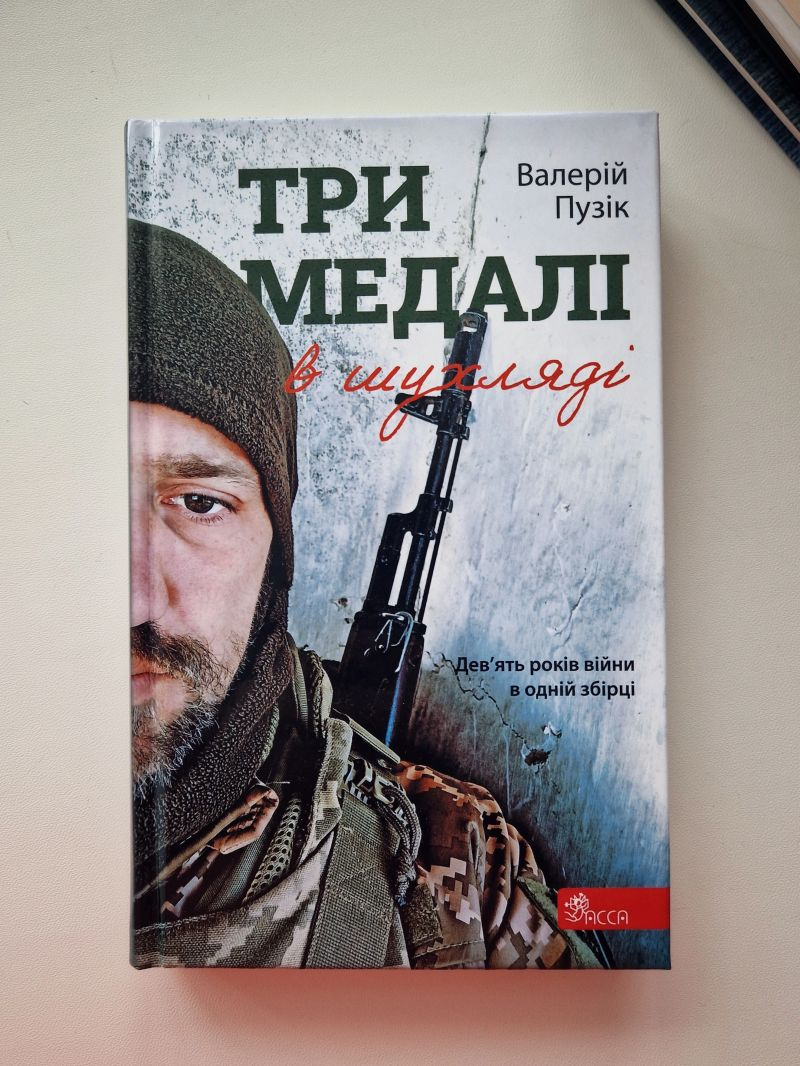 ТРИ
МЕДАЛІ
в шухляді
Валерій
Пузік
Дев'ять років війни
в одній збірці
АССА